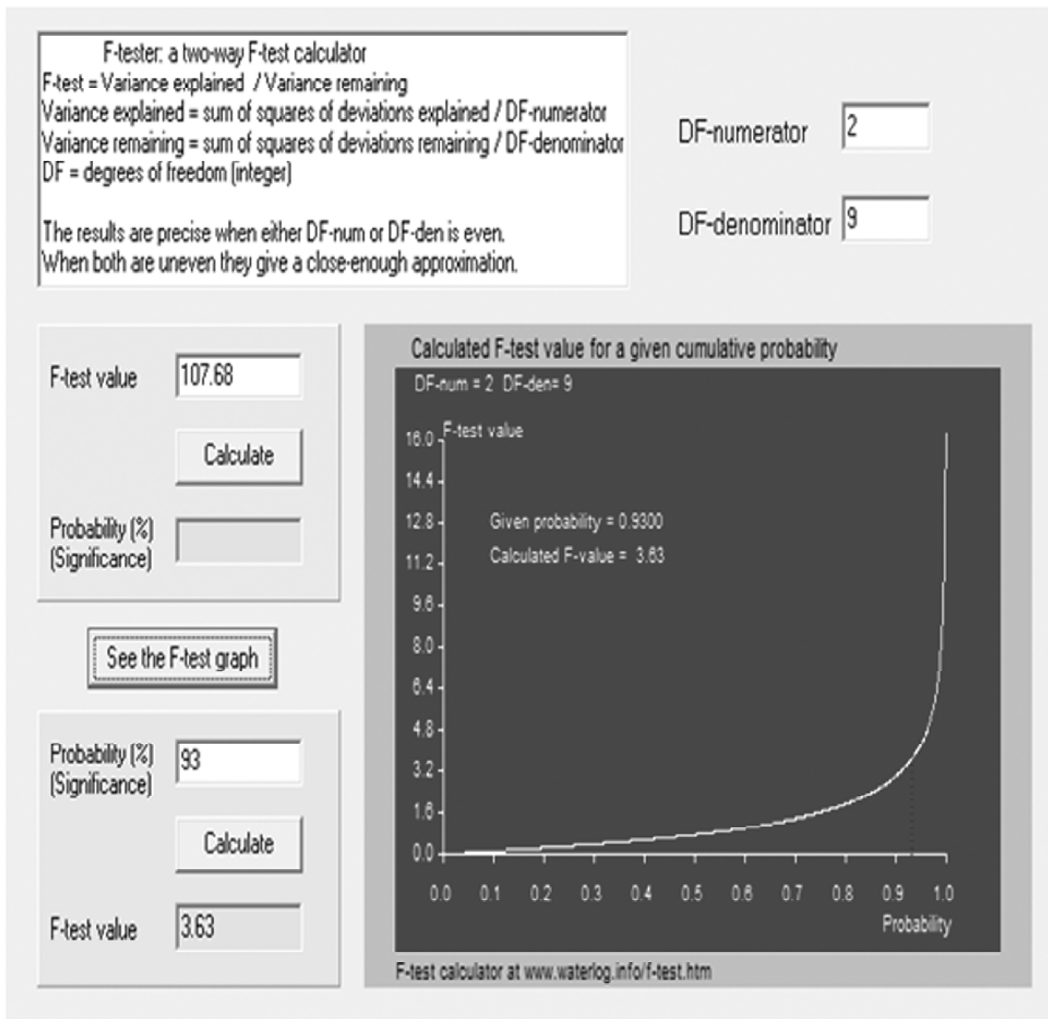 F-tester: a two-way F-test calculator
F-test = Variance explained / Variance remaining
Variance explained = sum of squares of deviations explained / DF-numerator
Variance remaining = sum of squares of deviations remaining / DF-denominator
DF = degrees of freedom (integer)
The results are precise when either DF-num or DF-den is even.
When both are uneven they give a close-enough approximation.
DF-numerator 2
DF-denominator 9
F-test value 107.68
Calculate
Probability (%)
(Significance)
See the F-test graph
Probability (%) 93
(Significance)
Calculate
F-test value 3.63
Calculated F-test value for a given cumulative probability
DF-num = 2 DF-den= 9
F-test value
16.0
14.4
12.8
11.2
9.6
8.0
6.4
4.8
3.2
1.6
0.0
Given probability = 0.9300
Calculated F-value = 3.63
0.0 0.1 0.2 0.3 0.4 0.5 0.6 0.7 0.8 0.9 1.0
Probability
F-test calculator at www.waterlog.info/f-test.htm